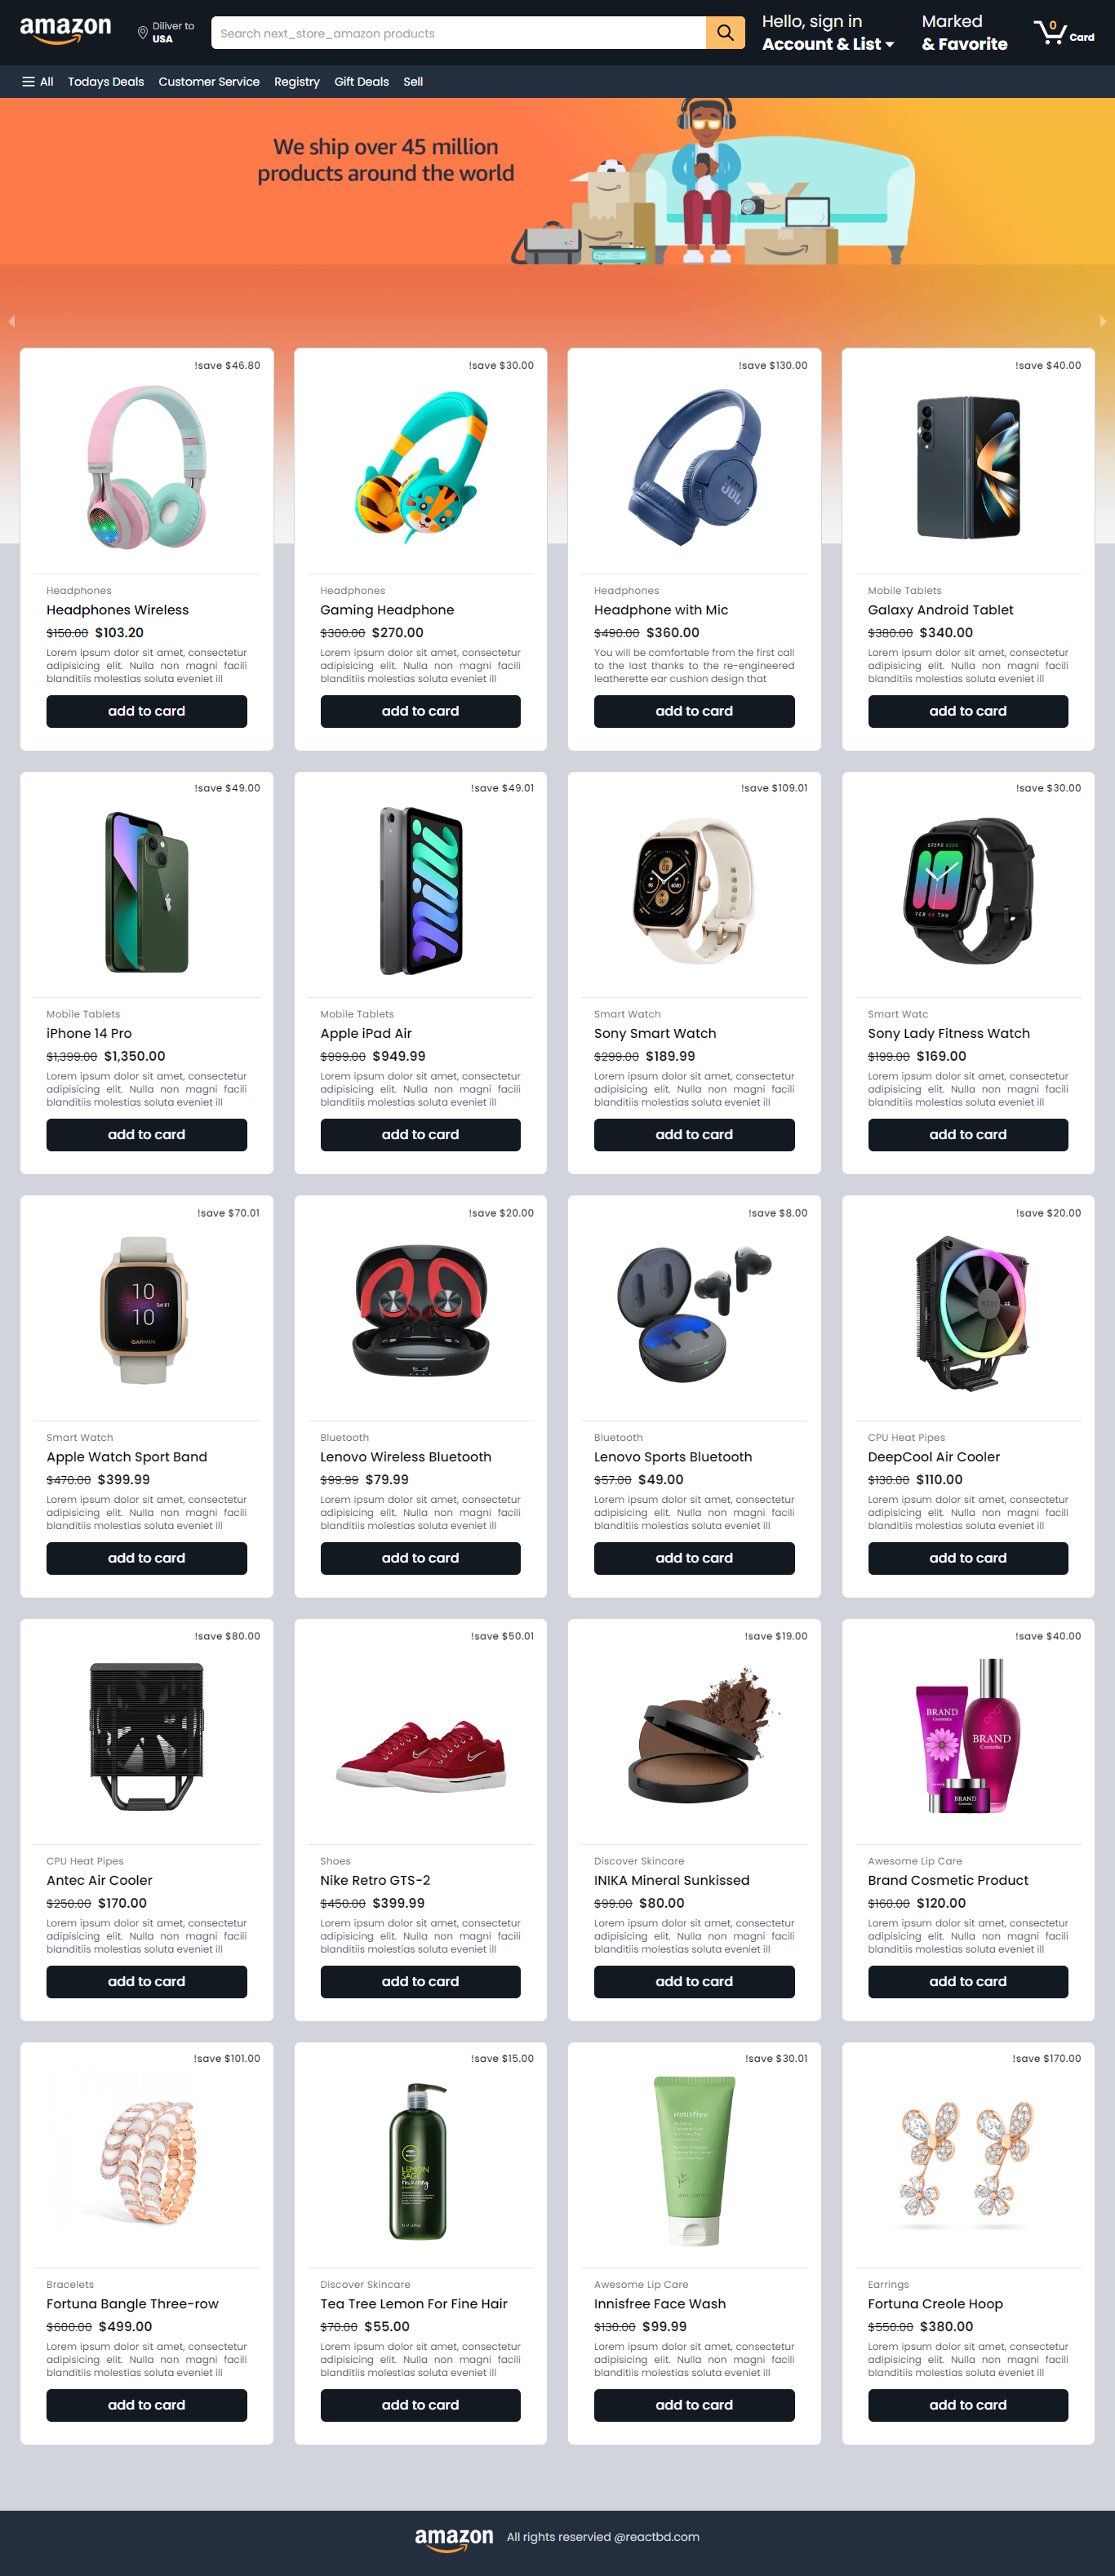 amazon
Diliver to
USA
Search next_store_amazon products
Hello, sign in
Account & List
Marked
& Favorite
0
Card
All
Todays Deals
Customer Service
Registry
Gift Deals
Sell
We ship over 45 million
products around the world
!save $46.80
Headphones
Headphones Wireless
$150.00 $103.20
Lorem ipsum dolor sit amet, consectetur
adipisicing elit. Nulla non magni facili
blanditiis molestias soluta eveniet ill
add to card
!save $30.00
Headphones
Gaming Headphone
$300.00 $270.00
Lorem ipsum dolor sit amet, consectetur
adipisicing elit. Nulla non magni facili
blanditiis molestias soluta eveniet ill
add to card
!save $130.00
JBL
Headphones
Headphone with Mic
$490.00 $360.00
You will be comfortable from the first call
to the last thanks to the re-engineered
leatherette ear cushion design that
add to card
!save $40.00
Mobile Tablets
Galaxy Android Tablet
$380.00 $340.00
Lorem ipsum dolor sit amet, consectetur
adipisicing elit. Nulla non magni facili
blanditiis molestias soluta eveniet ill
add to card
!save $49.00
Mobile Tablets
iPhone 14 Pro
$1,399.00 $1,350.00
Lorem ipsum dolor sit amet, consectetur
adipisicing elit. Nulla non magni facili
blanditiis molestias soluta eveniet ill
add to card
!save $49.01
Mobile Tablets
Apple iPad Air
$999.00 $949.99
Lorem ipsum dolor sit amet, consectetur
adipisicing elit. Nulla non magni facili
blanditiis molestias soluta eveniet ill
add to card
!save $109.01
Smart Watch
Sony Smart Watch
$299.00 $189.99
Lorem ipsum dolor sit amet, consectetur
adipisicing elit. Nulla non magni facili
blanditiis molestias soluta eveniet ill
add to card
!save $30.00
Smart Watc
Sony Lady Fitness Watch
$199.00 $169.00
Lorem ipsum dolor sit amet, consectetur
adipisicing elit. Nulla non magni facili
blanditiis molestias soluta eveniet ill
add to card
!save $70.01
10
10
GARMIN
Smart Watch
Apple Watch Sport Band
$470.00 $399.99
Lorem ipsum dolor sit amet, consectetur
adipisicing elit. Nulla non magni facili
blanditiis molestias soluta eveniet ill
add to card
!save $20.00
Bluetooth
Lenovo Wireless Bluetooth
$99.99 $79.99
Lorem ipsum dolor sit amet, consectetur
adipisicing elit. Nulla non magni facili
blanditiis molestias soluta eveniet ill
add to card
!save $8.00
Bluetooth
Lenovo Sports Bluetooth
$57.00 $49.00
Lorem ipsum dolor sit amet, consectetur
adipisicing elit. Nulla non magni facili
blanditiis molestias soluta eveniet ill
add to card
!save $20.00
CPU Heat Pipes
DeepCool Air Cooler
$130.00 $110.00
Lorem ipsum dolor sit amet, consectetur
adipisicing elit. Nulla non magni facili
blanditiis molestias soluta eveniet ill
add to card
!save $80.00
CPU Heat Pipes
Antec Air Cooler
$250.00 $170.00
Lorem ipsum dolor sit amet, consectetur
adipisicing elit. Nulla non magni facili
blanditiis molestias soluta eveniet ill
add to card
!save $50.01
Shoes
Nike Retro GTS-2
$450.00 $399.99
Lorem ipsum dolor sit amet, consectetur
adipisicing elit. Nulla non magni facili
blanditiis molestias soluta eveniet ill
add to card
!save $19.00
Discover Skincare
INIKA Mineral Sunkissed
$99.00 $80.00
Lorem ipsum dolor sit amet, consectetur
adipisicing elit. Nulla non magni facili
blanditiis molestias soluta eveniet ill
add to card
!save $40.00
BRAND
Cosmetics
BRAND
Cosmetics
BRAND
Awesome Lip Care
Brand Cosmetic Product
$160.00 $120.00
Lorem ipsum dolor sit amet, consectetur
adipisicing elit. Nulla non magni facili
blanditiis molestias soluta eveniet ill
add to card
!save $101.00
Bracelets
Fortuna Bangle Three-row
$600.00 $499.00
Lorem ipsum dolor sit amet, consectetur
adipisicing elit. Nulla non magni facili
blanditiis molestias soluta eveniet ill
add to card
!save $15.00
LEMON
SAGE
Discover Skincare
Tea Tree Lemon For Fine Hair
$70.00 $55.00
Lorem ipsum dolor sit amet, consectetur
adipisicing elit. Nulla non magni facili
blanditiis molestias soluta eveniet ill
add to card
!save $30.01
innisfree
Awesome Lip Care
Innisfree Face Wash
$130.00 $99.99
Lorem ipsum dolor sit amet, consectetur
adipisicing elit. Nulla non magni facili
blanditiis molestias soluta eveniet ill
add to card
!save $170.00
Earrings
Fortuna Creole Hoop
$550.00 $380.00
Lorem ipsum dolor sit amet, consectetur
adipisicing elit. Nulla non magni facili
blanditiis molestias soluta eveniet ill
add to card
amazon
All rights reservied @reactbd.com